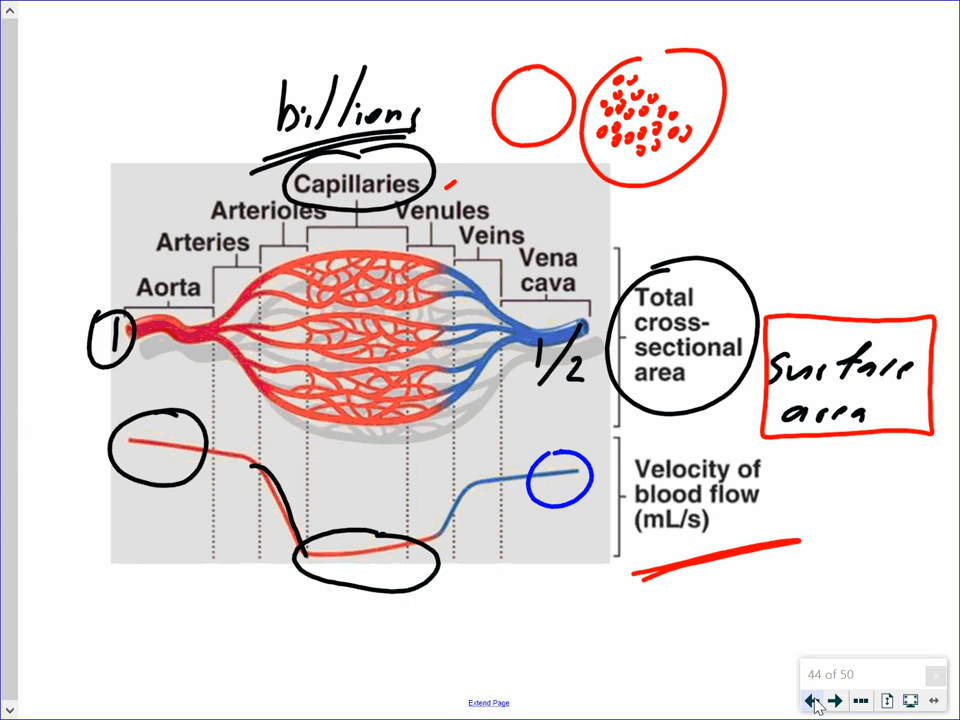 billions
Capillaries
Arterioles
Venules
Arteries
Veins
Aorta
Vena
cava
1
1/2
Total
cross-
sectional
area
surface
area
Velocity of
blood flow
(mL/s)
44 of 50
Extend Page